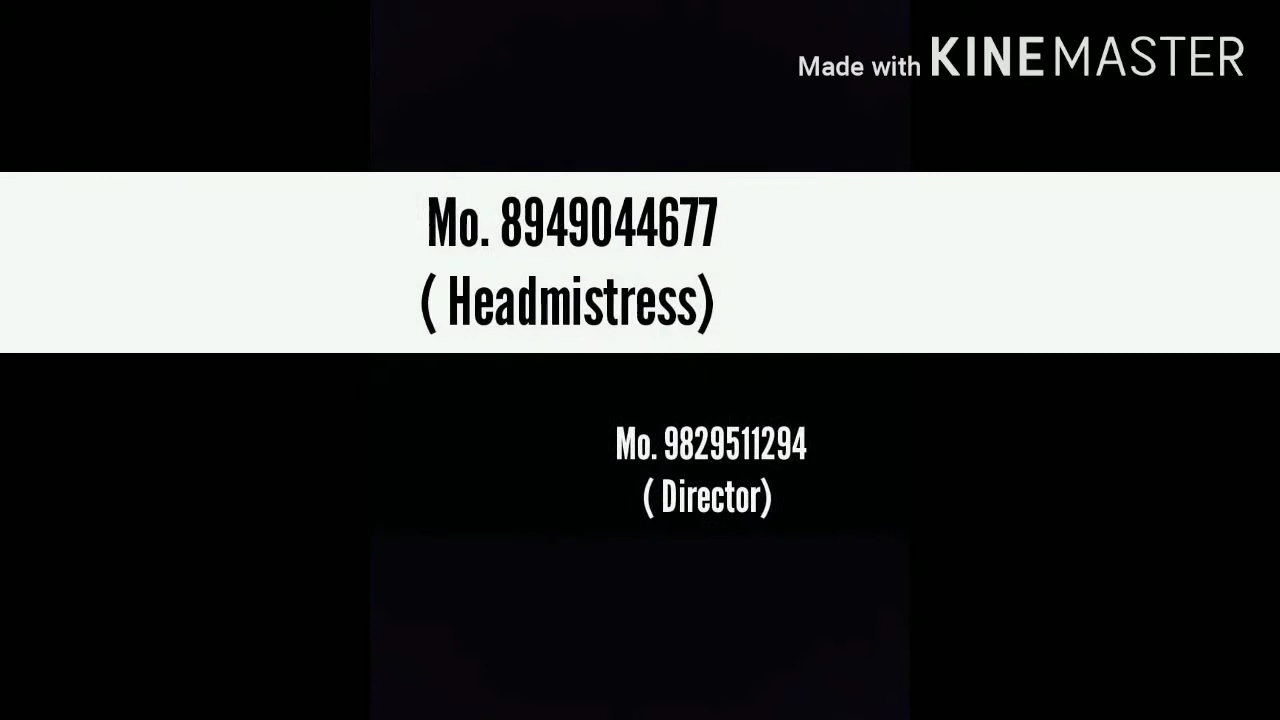 Made with KINEMASTER
Mo. 8949044677
( Headmistress)
Mo. 9829511294
( Director)